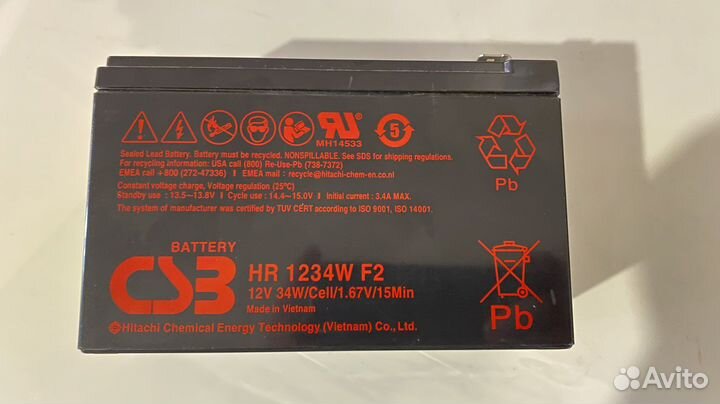 MH14533
5
Sealed Lead Battery. Battery must be recycled. NONSPILLABLE. See SDS for shipping regulations.
For recycling information: USA call (800) Re-Use-Pb (738-7372)
EMEA call +800 (272-47336) | EMEA mail : recycle@hitachi-chem-en.co.nl
Constant voltage charge, Voltage regulation (25°C)
Standby use : 13.5~13.8V | Cycle use : 14.4~15.0V | Initial current : 3.4A MAX.
The system of manufacturer was certified by TUV CERT according to ISO 9001, ISO 14001.
Pb
BATTERY
CSB
HR 1234W F2
12V 34W/Cell/1.67V/15Min
Made in Vietnam
Hitachi Chemical Energy Technology (Vietnam) Co., Ltd.
Pb
Avito